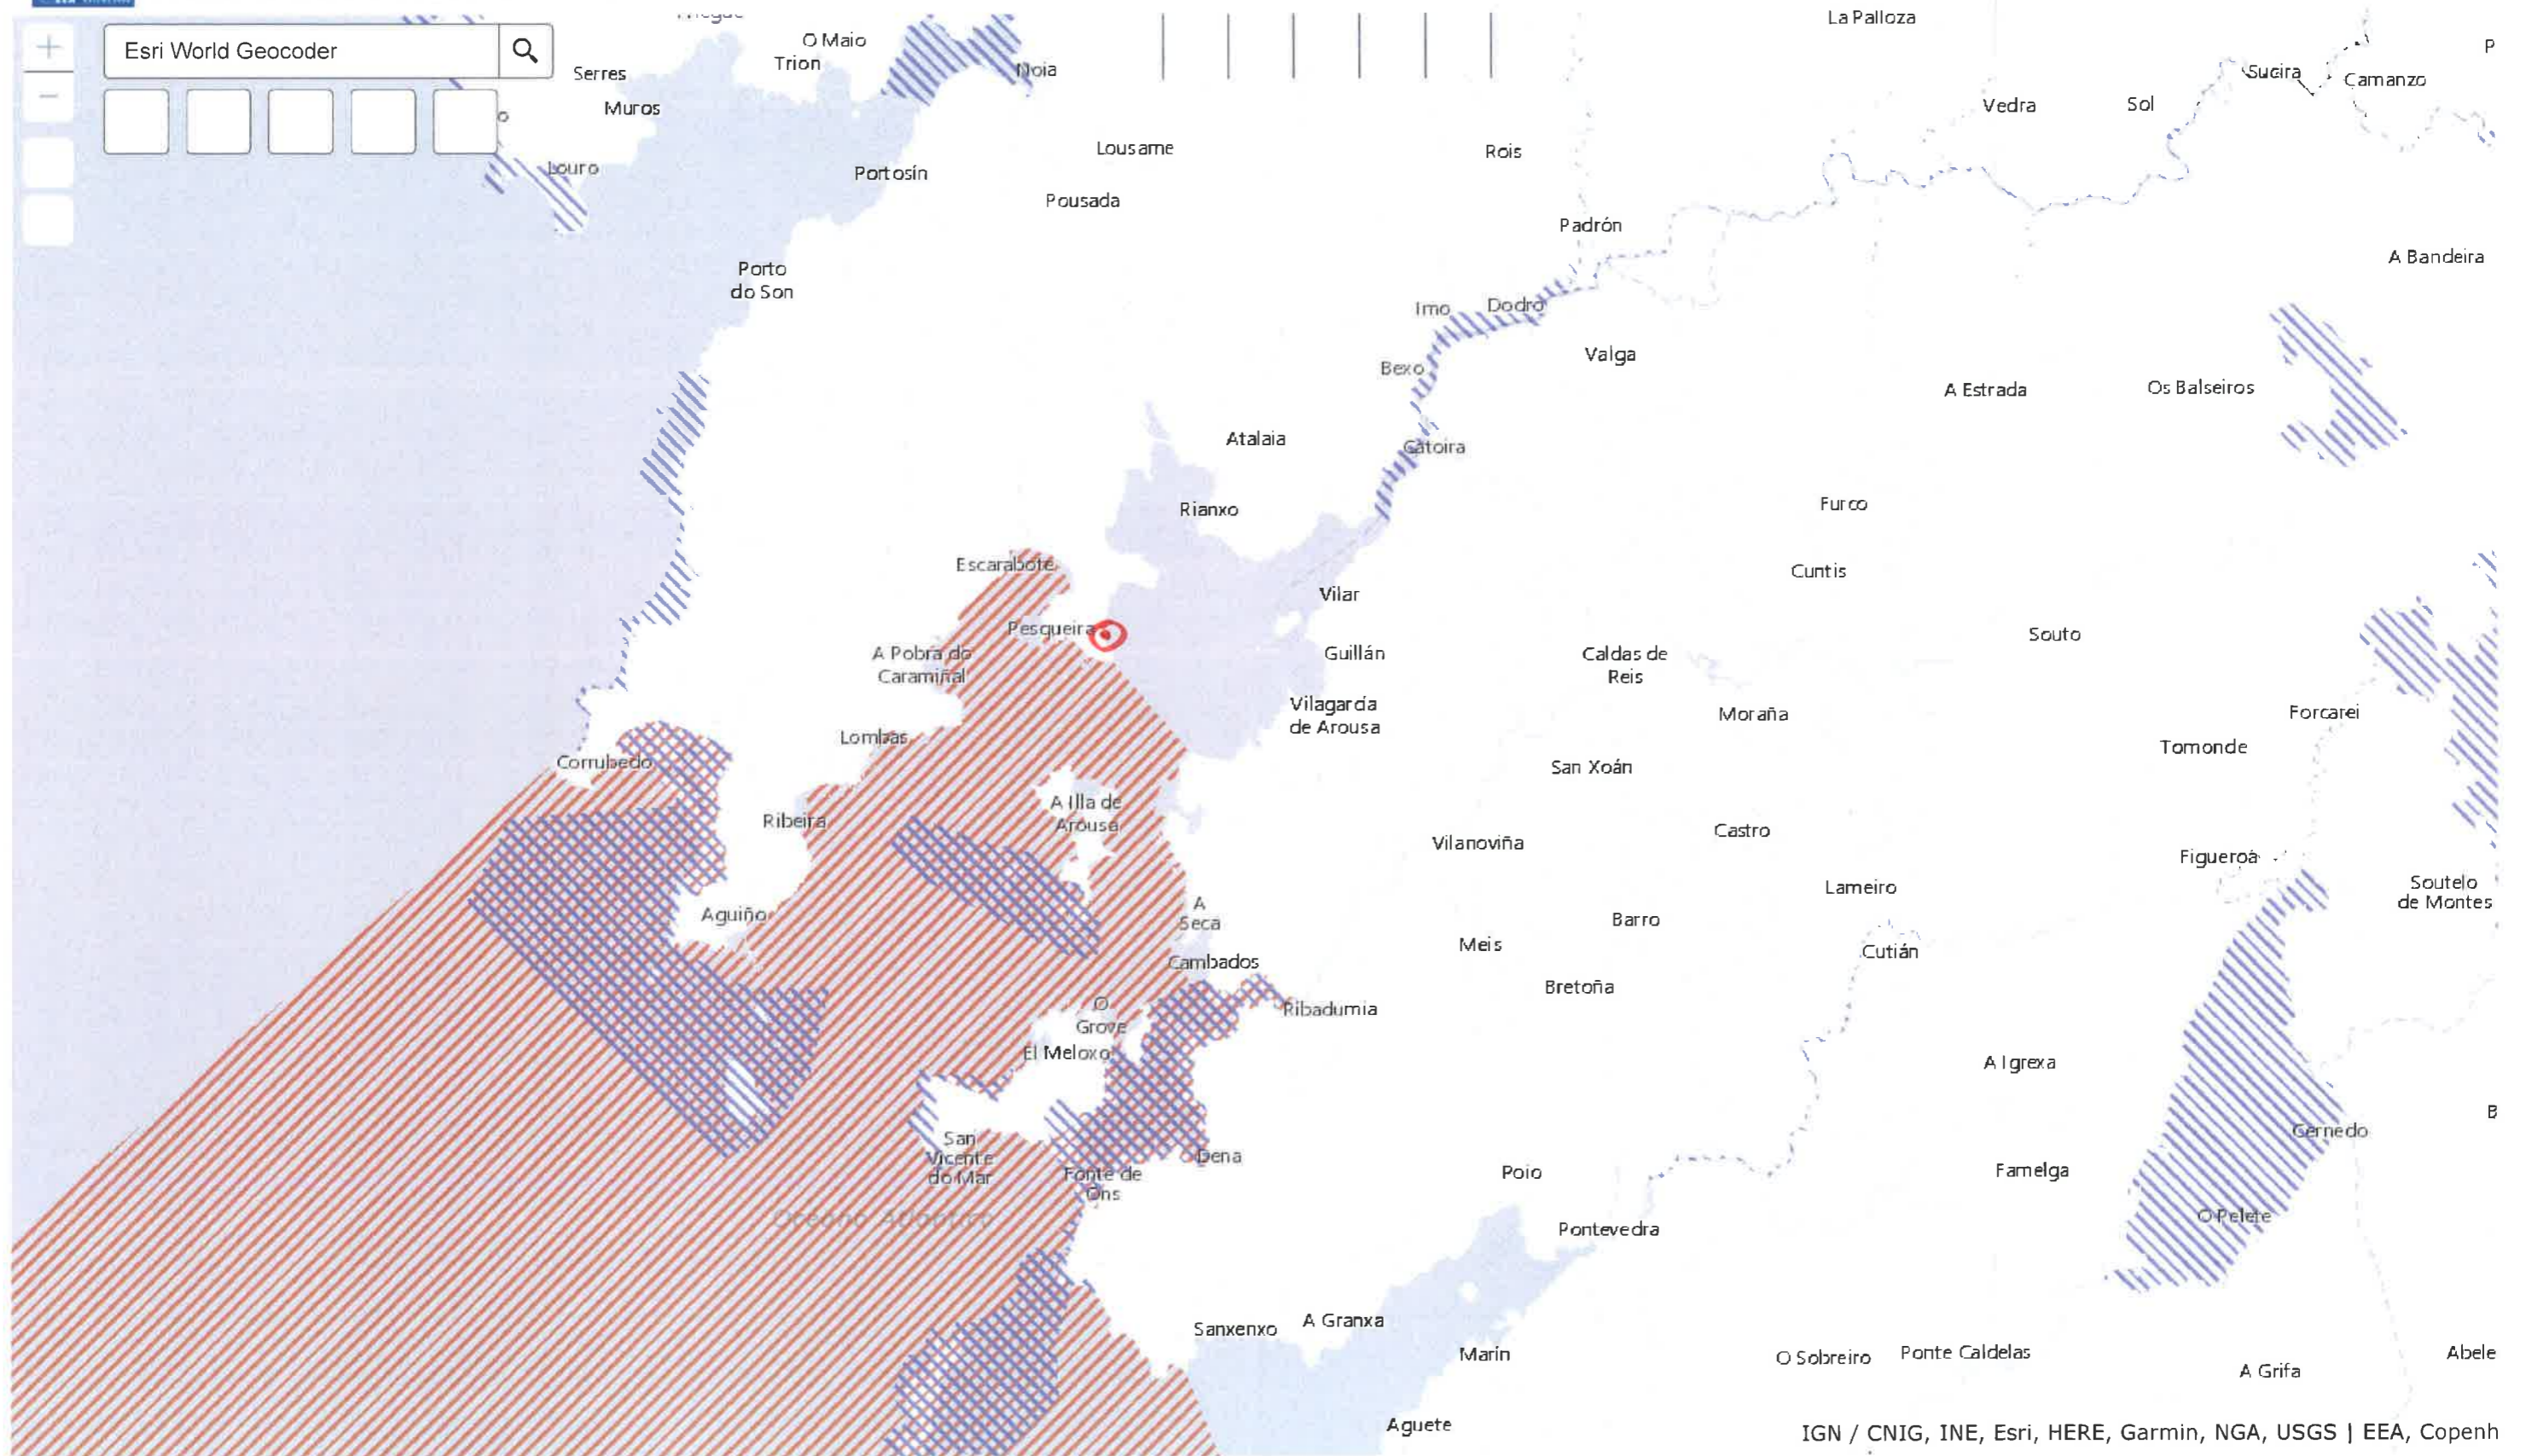 Esri World Geocoder
La Palloza
P
O Maio
Trion
Noia
Serres
Muros
Louro
Portosín
Lousame
Pousada
Rois
Vedra
Sol
Sucira
Camanzo
Padrón
A Bandeira
Porto
do Son
Imo
Dodro
Bexo
Valga
A Estrada
Os Balseiros
Atalaia
Catoira
Rianxo
Furco
Escarabote
Vilar
Cuntis
Pesqueira
Souto
A Pobra do
Caramiñal
Guillán
Caldas de
Reis
Vilagarcía
de Arousa
Moraña
Forcarei
Lombas
Tomonde
Corrubedo
San Xoán
A Illa de
Arousa
Ribeira
Vilanoviña
Castro
Figueroa
Soutelo
de Montes
Lameiro
Aguiño
A
Seca
Barro
Meis
Cutián
Cambados
Bretoña
O
Grove
Ribadumia
El Meloxo
A Igrexa
B
Cernedo
San
Vicente
do Mar
Dena
Fonte de
Ons
Poio
Famelga
Océano Atlántico
Pontevedra
O Pelete
Sanxenxo
A Granxa
Marín
O Sobreiro
Ponte Caldelas
Abele
A Grifa
Aguete
IGN / CNIG, INE, Esri, HERE, Garmin, NGA, USGS | EEA, Copenh